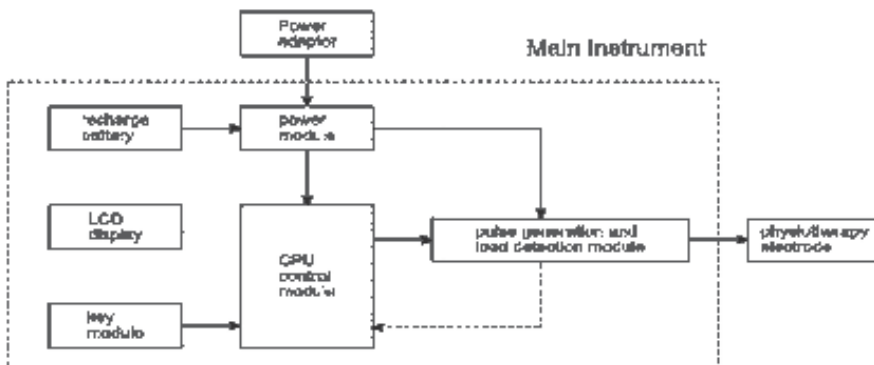 Power
adaptor
Main Instrument
recharge
battery
power
module
LCD
display
CPU
control
module
pulse generation and
load detection module
physiotherapy
electrode
key
module